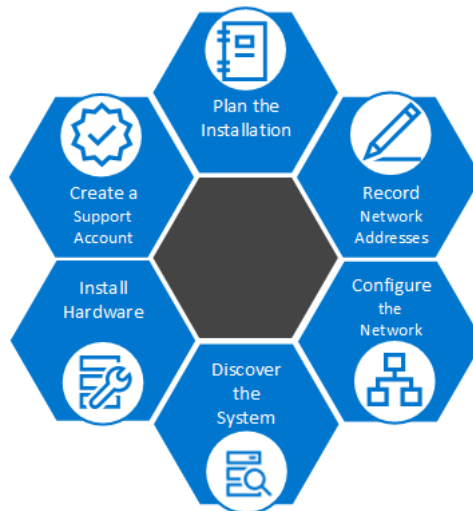 Plan the
Installation
Record
Network
Addresses
Configure
the
Network
Discover
the
System
Install
Hardware
Create a
Support
Account